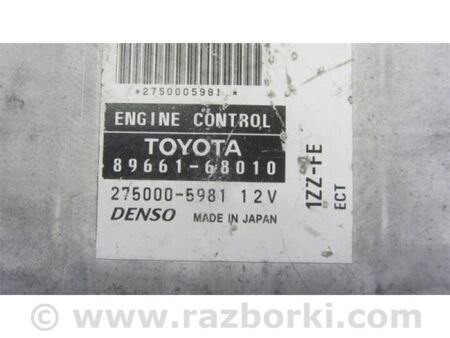 *2750005981*
ENGINE CONTROL
TOYOTA
89661-68010
275000-5981 12V
DENSO MADE IN JAPAN
1ZZ-FE
ECT
© www.razborki.com